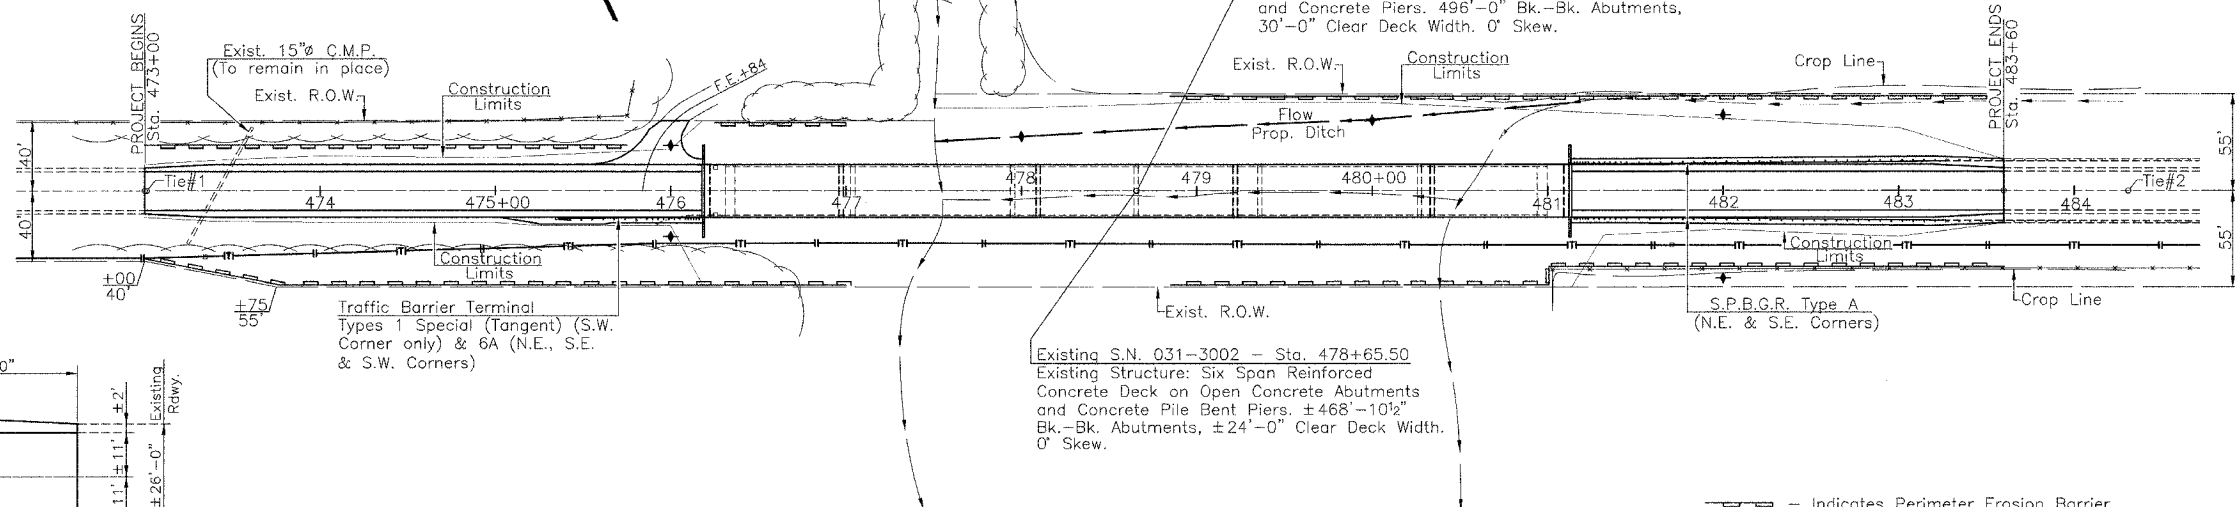 and Concrete Piers. 496'-0" Bk.-Bk. Abutments,
30'-0" Clear Deck Width. 0° Skew.
PROJECT BEGINS
Sta. 473+00
Exist. 15"ø C.M.P.
(To remain in place)
Exist. R.O.W.
Construction
Limits
F.E.+84
Exist. R.O.W.
Construction
Limits
Crop Line
PROJECT ENDS
Sta. 483+60
Flow
Prop. Ditch
40'
40'
55'
55'
Tie#1
474
475+00
476
477
478
479
480+00
481
482
483
484
Tie#2
Construction
Limits
Construction
Limits
+00
40'
+75
55'
Traffic Barrier Terminal
Types 1 Special (Tangent) (S.W.
Corner only) & 6A (N.E., S.E.
& S.W. Corners)
Exist. R.O.W.
S.P.B.G.R. Type A
(N.E. & S.E. Corners)
Crop Line
Existing S.N. 031-3002 - Sta. 478+65.50
Existing Structure: Six Span Reinforced
Concrete Deck on Open Concrete Abutments
and Concrete Pile Bent Piers. ±468'-10½"
Bk.-Bk. Abutments, ±24'-0" Clear Deck Width.
0° Skew.
0"
±2'
Existing
Rdwy.
±11'
11'
±26'-0"
- Indicates Perimeter Erosion Barrier